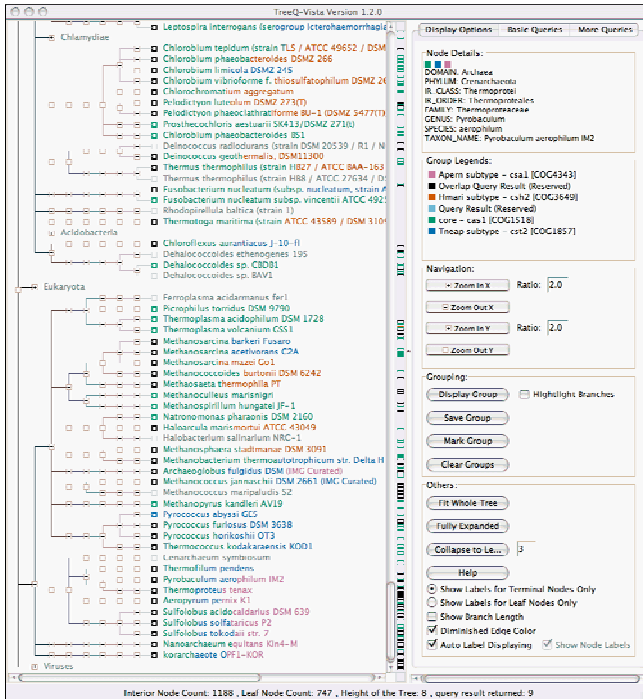 TreeQ-Vista Version 1.2.0
Leptospira interrogans (serogroup Icterohaemorrhagia
Chlamydiae
Chlorobium tepidum (strain TLS / ATCC 49652 / DSM
Chlorobium phaeobacteroides DSMZ 266
Chlorobium limicola DSMZ 245
Chlorobium vibrioforme f. thiosulfatophilum DSMZ 26
Chlorochromatium aggregatum
Pelodictyon luteolum DSMZ 273(T)
Pelodictyon phaeoclathratiforme BU-1 (DSMZ 5477(T)
Prosthecochloris aestuarii SK413/DSMZ 271(t)
Chlorobium phaeobacteroides BS1
Deinococcus radiodurans (strain DSM 20539 / R1 / N
Deinococcus geothermalis, DSM11300
Thermus thermophilus (strain HB27 / ATCC BAA-163
Thermus thermophilus (strain HB8 / ATCC 27634 / D
Fusobacterium nucleatum (subsp. nucleatum, strain A
Fusobacterium nucleatum subsp. vincentii ATCC 492
Rhodopirellula baltica (strain 1)
Thermotoga maritima (strain ATCC 43589 / DSM 3109
Acidobacteria
Chloroflexus aurantiacus J-10-fl
Dehalococcoides ethenogenes 195
Dehalococcoides sp. CBDB1
Dehalococcoides sp. BAV1
Eukaryota
Ferroplasma acidarmanus fer1
Picrophilus torridus DSM 9790
Thermoplasma acidophilum DSM 1728
Thermoplasma volcanium GSS1
Methanosarcina barkeri Fusaro
Methanosarcina acetivorans C2A
Methanosarcina mazei Go1
Methanococcoides burtonii DSM 6242
Methanosaeta thermophila PT
Methanoculleus marisnigri
Methanospirillum hungatei JF-1
Natronomonas pharaonis DSM 2160
Haloarcula marismortui ATCC 43049
Halobacterium salinarium NRC-1
Methanosphaera stadtmanae DSM 3091
Methanobacterium thermoautotrophicum str. Delta H
Archaeoglobus fulgidus DSM (IMG Curated)
Methanococcus jannaschii DSM 2661 (IMG Curated)
Methanococcus maripaludis S2
Methanopyrus kandleri AV19
Pyrococcus abyssi GE5
Pyrococcus furiosus DSM 3638
Pyrococcus horikoshii OT3
Thermococcus kodakaraensis KOD1
Cenarchaeum symbiosum
Thermofilum pendens
Pyrobaculum aerophilum IM2
Thermoproteus tenax
Aeropyrum pernix K1
Sulfolobus acidocaldarius DSM 639
Sulfolobus solfataricus P2
Sulfolobus tokodaii str. 7
Nanoarchaeum equitans Kin4-M
korarchaeote OPF1-KOR
Viruses
Display Options Basic Queries More Queries
Node Details:
DOMAIN: Archaea
PHYLUM: Crenarchaeota
IR_CLASS: Thermoprotei
IR_ORDER: Thermoproteales
FAMILY: Thermoproteaceae
GENUS: Pyrobaculum
SPECIES: aerophilum
TAXON_NAME: Pyrobaculum aerophilum IM2
Group Legends:
Apern subtype - csa1 [COG4343]
Overlap Query Result (Reserved)
Hmari subtype - csh2 [COG3649]
Query Result (Reserved)
core - cas1 [COG1518]
Tneap subtype - cst2 [COG1857]
Navigation:
Zoom In X Ratio: 2.0
Zoom Out X
Zoom In Y Ratio: 2.0
Zoom Out Y
Grouping:
Display Group Highlight Branches
Save Group
Mark Group
Clear Groups
Others:
Fit Whole Tree
Fully Expanded
Collapse to Le... 3
Help
Show Labels for Terminal Nodes Only
Show Labels for Leaf Nodes Only
Show Branch Length
Diminished Edge Color
Auto Label Displaying Show Node Labels
Interior Node Count: 1188 , Leaf Node Count: 747 , Height of the Tree: 8 , query result returned: 9